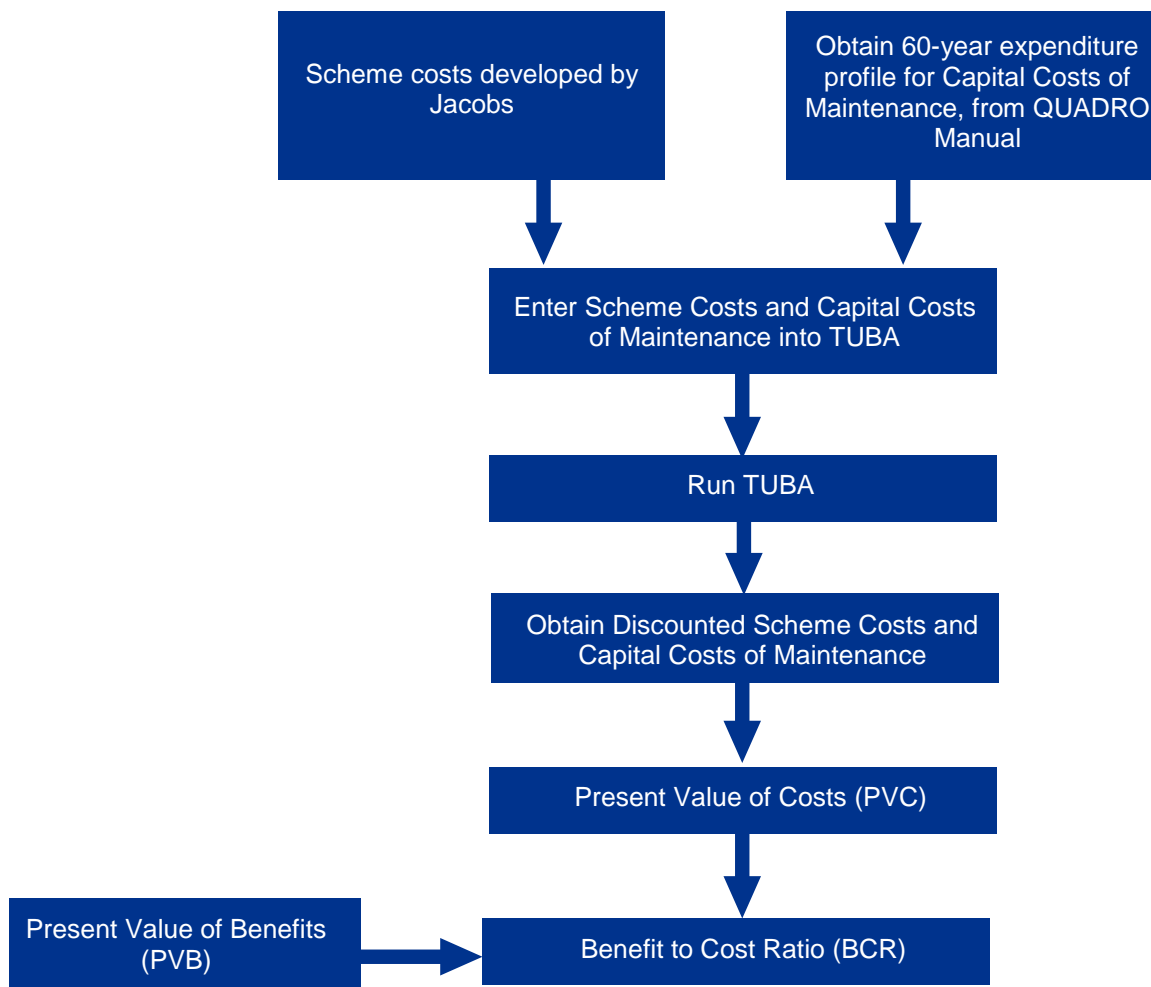 Scheme costs developed by
Jacobs
Obtain 60-year expenditure
profile for Capital Costs of
Maintenance, from QUADRO
Manual
Enter Scheme Costs and Capital Costs
of Maintenance into TUBA
Run TUBA
Obtain Discounted Scheme Costs and
Capital Costs of Maintenance
Present Value of Costs (PVC)
Present Value of Benefits
(PVB)
Benefit to Cost Ratio (BCR)